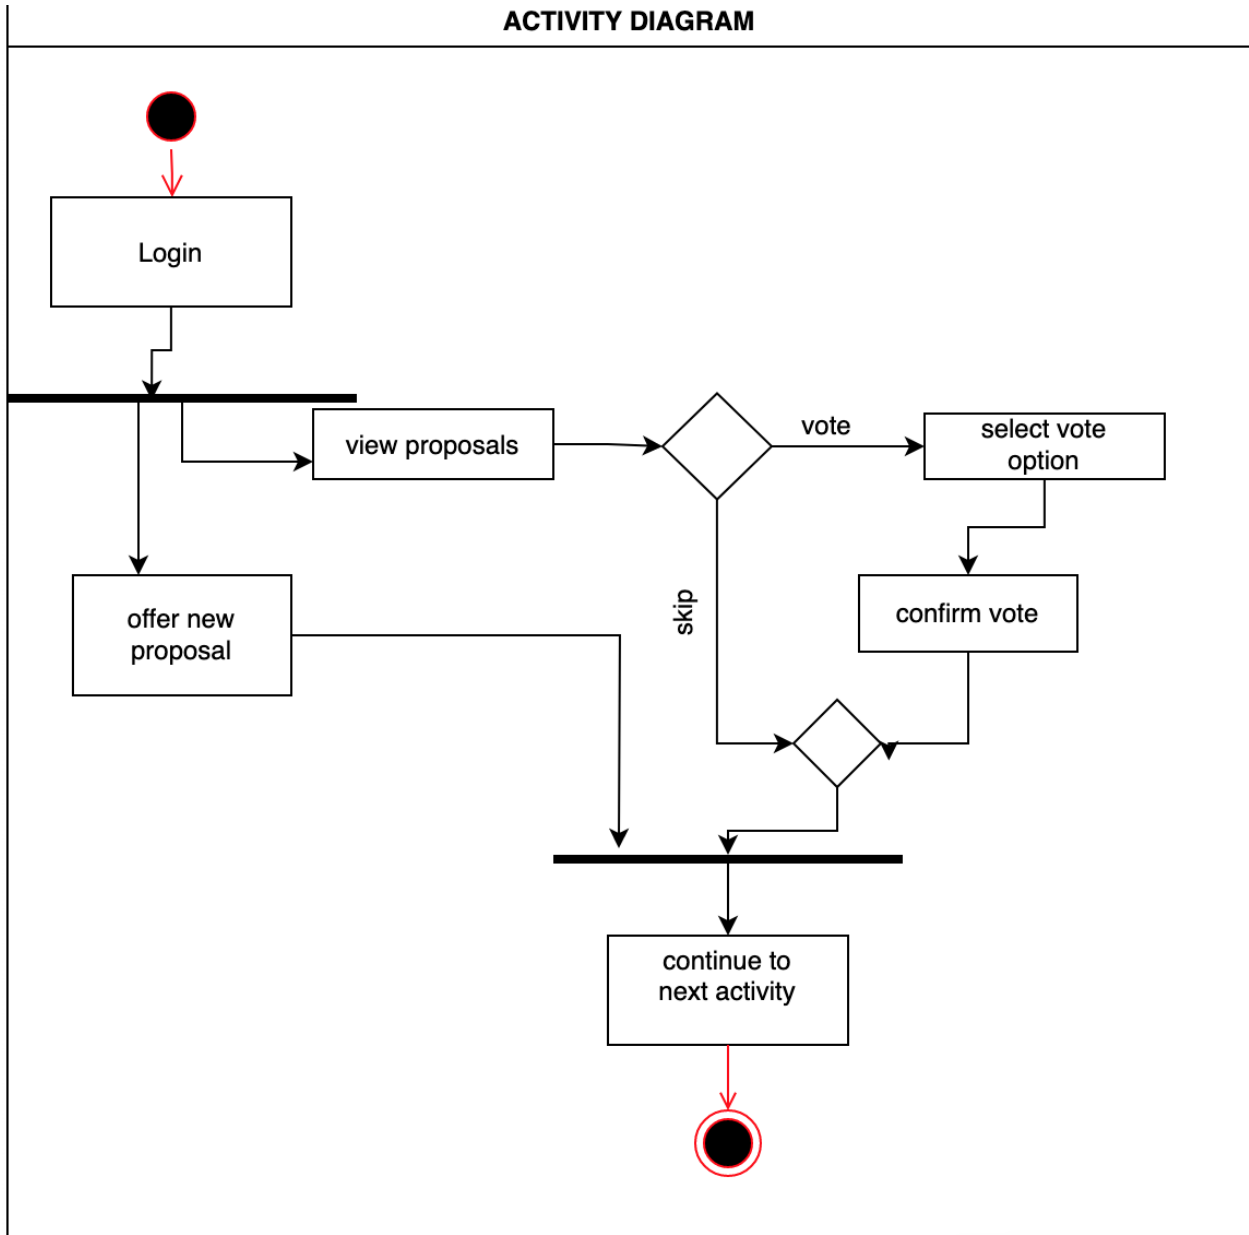 ACTIVITY DIAGRAM
Login
view proposals
vote
select vote
option
offer new
proposal
skip
confirm vote
continue to
next activity